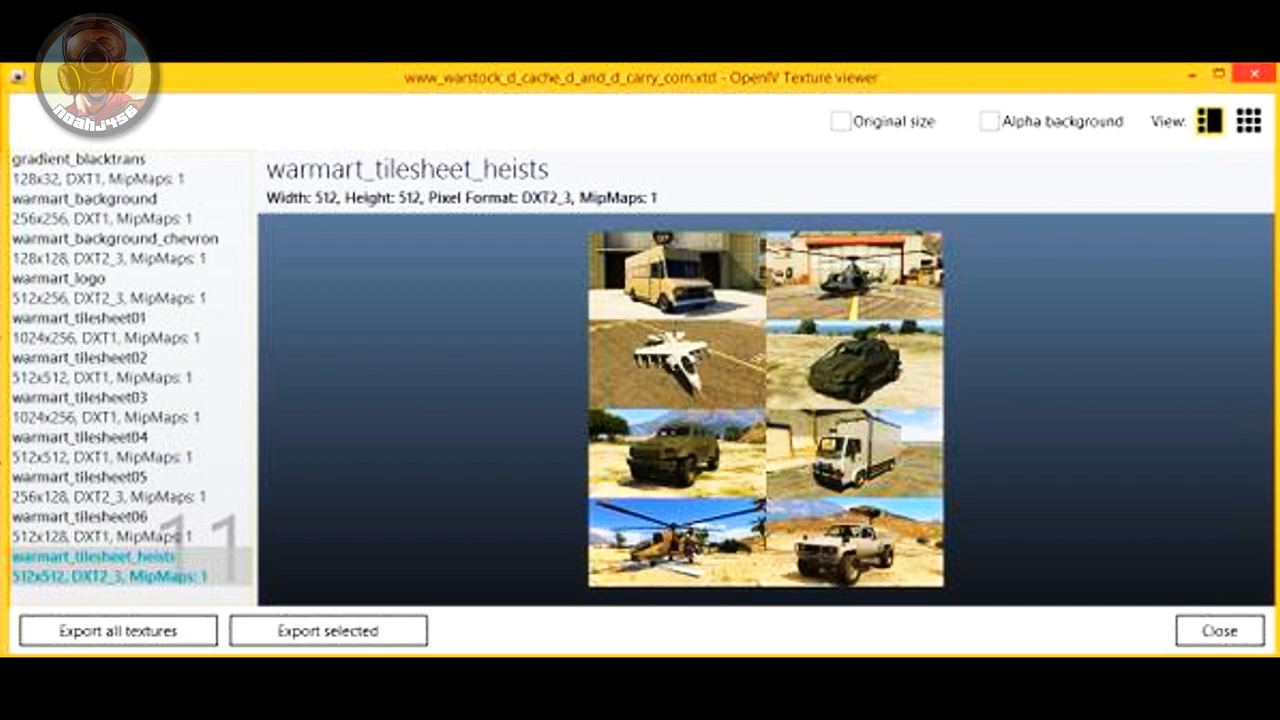 NoahJ456
www_warstock_d_cache_d_and_d_carry_com.xtd - OpenIV Texture viewer
Original size
Alpha background
View:
gradient_blacktrans
128x32, DXT1, MipMaps: 1
warmart_background
256x256, DXT1, MipMaps: 1
warmart_background_chevron
128x128, DXT2_3, MipMaps: 1
warmart_logo
512x256, DXT2_3, MipMaps: 1
warmart_tilesheet01
1024x256, DXT1, MipMaps: 1
warmart_tilesheet02
512x512, DXT1, MipMaps: 1
warmart_tilesheet03
1024x256, DXT1, MipMaps: 1
warmart_tilesheet04
512x512, DXT1, MipMaps: 1
warmart_tilesheet05
256x128, DXT2_3, MipMaps: 1
warmart_tilesheet06
512x128, DXT1, MipMaps: 1
warmart_tilesheet_heists
512x512, DXT2_3, MipMaps: 1
11
warmart_tilesheet_heists
Width: 512, Height: 512, Pixel Format: DXT2_3, MipMaps: 1
Export all textures
Export selected
Close